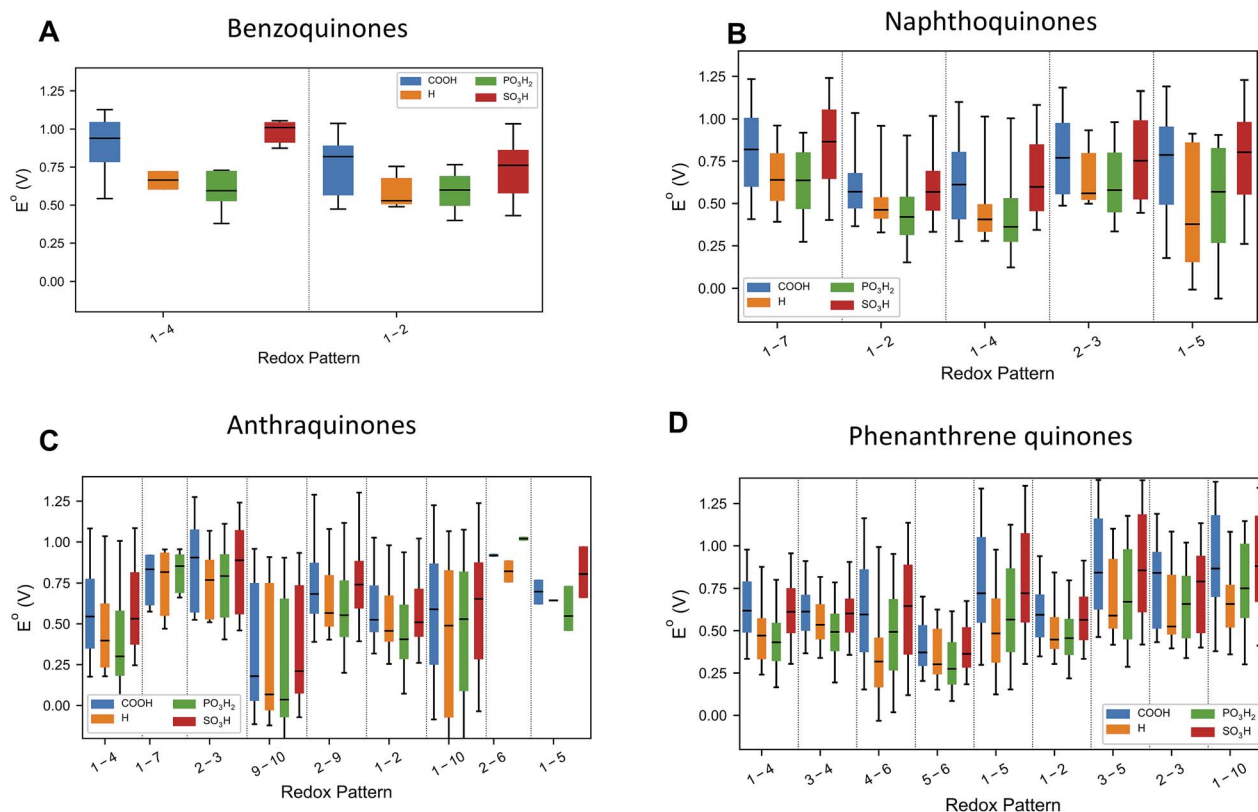 A
Benzoquinones
E° (V)
1.25
1.00
0.75
0.50
0.25
0.00
COOH
H
PO₃H₂
SO₃H
1−4
1−2
Redox Pattern
B
Naphthoquinones
E° (V)
1.25
1.00
0.75
0.50
0.25
0.00
COOH
H
PO₃H₂
SO₃H
1−7
1−2
1−4
2−3
1−5
Redox Pattern
C
Anthraquinones
E° (V)
1.25
1.00
0.75
0.50
0.25
0.00
COOH
H
PO₃H₂
SO₃H
1−4
1−7
2−3
9−10
2−9
1−2
1−10
2−6
1−5
Redox Pattern
D
Phenanthrene quinones
E° (V)
1.25
1.00
0.75
0.50
0.25
0.00
COOH
H
PO₃H₂
SO₃H
1−4
3−4
4−6
5−6
1−5
1−2
3−5
2−3
1−10
Redox Pattern